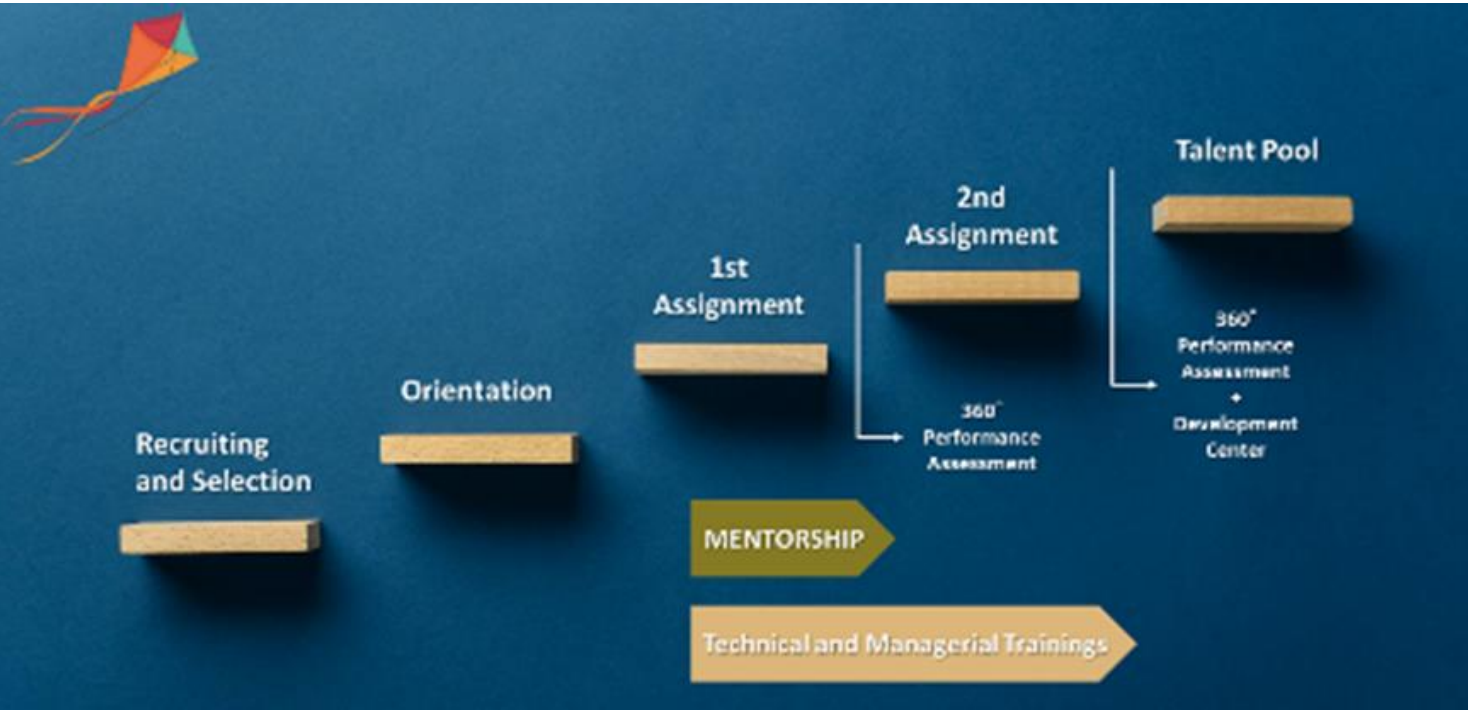 Recruiting
and Selection
Orientation
1st
Assignment
2nd
Assignment
Talent Pool
360°
Performance
Assessment
360°
Performance
Assessment
+
Development
Center
MENTORSHIP
Technical and Managerial Trainings